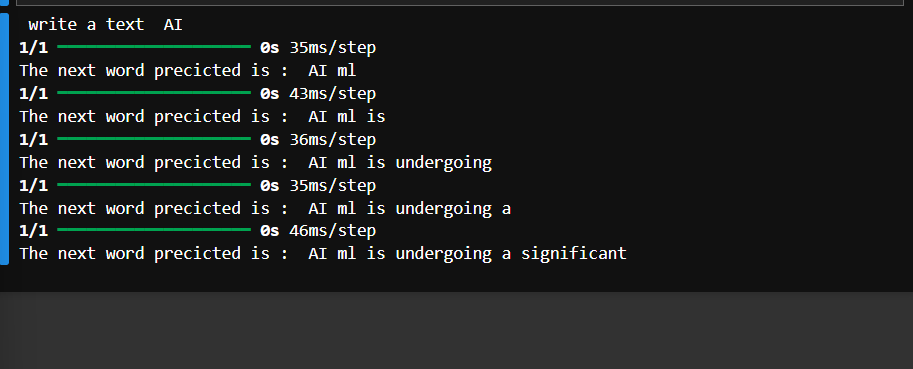 write a text  AI
1/1 ━━━━━━━━━━━━━━━━━━━━ 0s 35ms/step
The next word precicted is :  AI ml
1/1 ━━━━━━━━━━━━━━━━━━━━ 0s 43ms/step
The next word precicted is :  AI ml is
1/1 ━━━━━━━━━━━━━━━━━━━━ 0s 36ms/step
The next word precicted is :  AI ml is undergoing
1/1 ━━━━━━━━━━━━━━━━━━━━ 0s 35ms/step
The next word precicted is :  AI ml is undergoing a
1/1 ━━━━━━━━━━━━━━━━━━━━ 0s 46ms/step
The next word precicted is :  AI ml is undergoing a significant